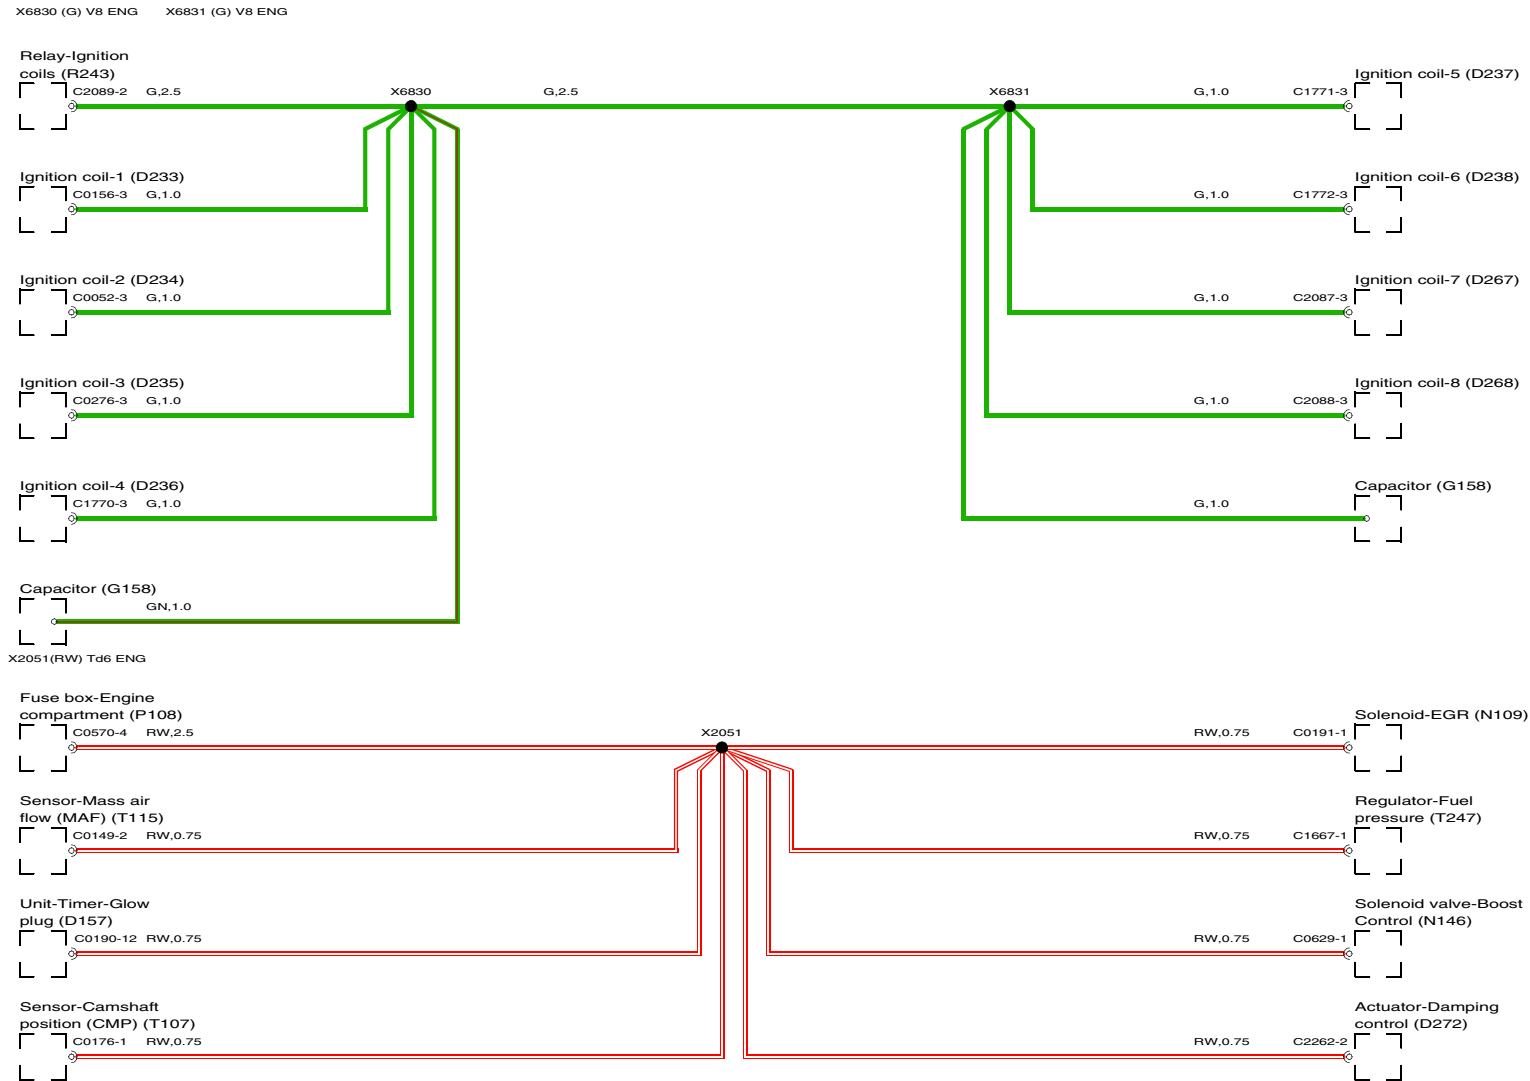 X6830 (G) V8 ENG X6831 (G) V8 ENG
Relay-Ignition
coils (R243)
C2089-2 G,2.5 X6830 G,2.5 X6831 G,1.0 C1771-3
Ignition coil-5 (D237)
Ignition coil-1 (D233)
C0156-3 G,1.0
Ignition coil-6 (D238)
G,1.0 C1772-3
Ignition coil-2 (D234)
C0052-3 G,1.0
Ignition coil-7 (D267)
G,1.0 C2087-3
Ignition coil-3 (D235)
C0276-3 G,1.0
Ignition coil-8 (D268)
G,1.0 C2088-3
Ignition coil-4 (D236)
C1770-3 G,1.0
Capacitor (G158)
G,1.0
Capacitor (G158)
GN,1.0
X2051(RW) Td6 ENG
Fuse box-Engine
compartment (P108)
C0570-4 RW,2.5 X2051 RW,0.75 C0191-1
Solenoid-EGR (N109)
Sensor-Mass air
flow (MAF) (T115)
C0149-2 RW,0.75
Regulator-Fuel
pressure (T247)
RW,0.75 C1667-1
Unit-Timer-Glow
plug (D157)
C0190-12 RW,0.75
Solenoid valve-Boost
Control (N146)
RW,0.75 C0629-1
Sensor-Camshaft
position (CMP) (T107)
C0176-1 RW,0.75
Actuator-Damping
control (D272)
RW,0.75 C2262-2